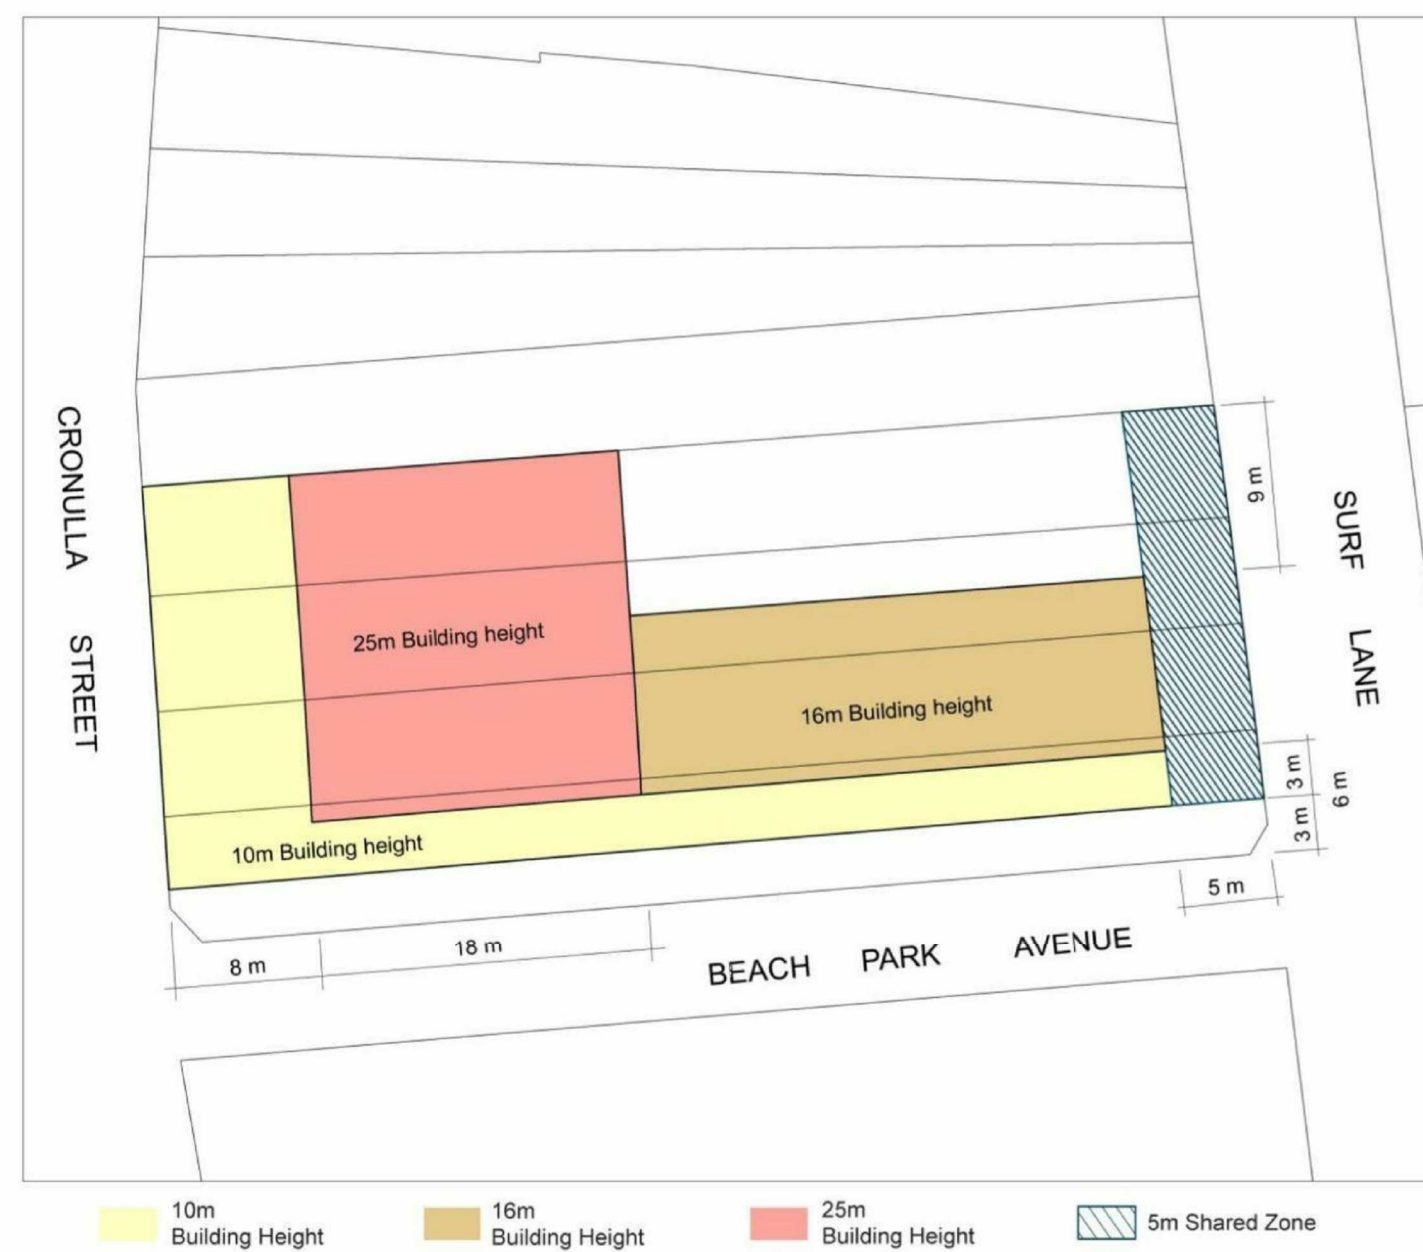 CRONULLA STREET
SURF LANE
9 m
25m Building height
16m Building height
3 m
6 m
3 m
10m Building height
5 m
8 m
18 m
BEACH PARK AVENUE
10m
Building Height
16m
Building Height
25m
Building Height
5m Shared Zone